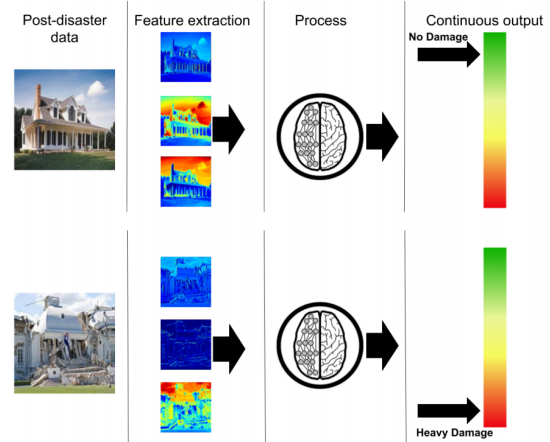 Post-disaster
data
Feature extraction
Process
Continuous output
No Damage
Heavy Damage